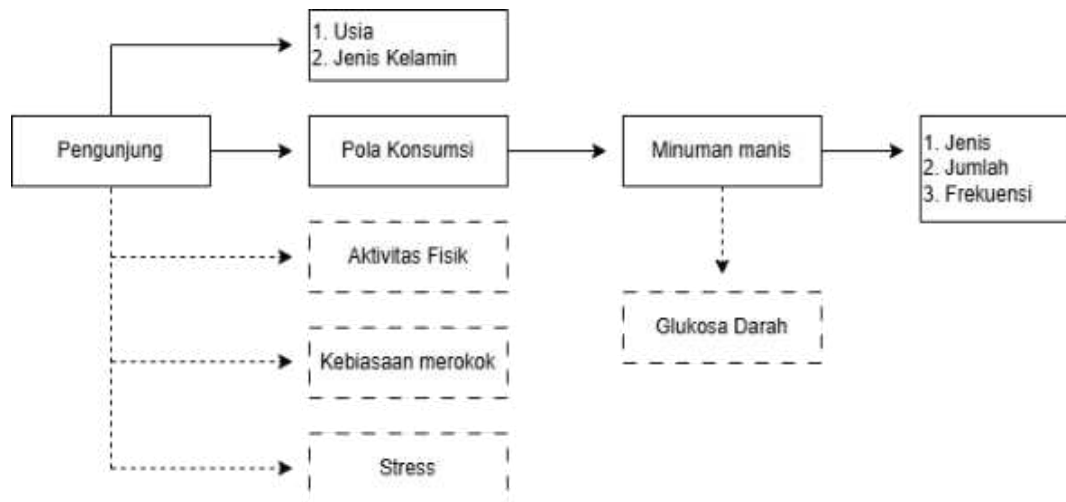 1. Usia
2. Jenis Kelamin
Pengunjung
Pola Konsumsi
Minuman manis
1. Jenis
2. Jumlah
3. Frekuensi
Aktivitas Fisik
Glukosa Darah
Kebiasaan merokok
Stress